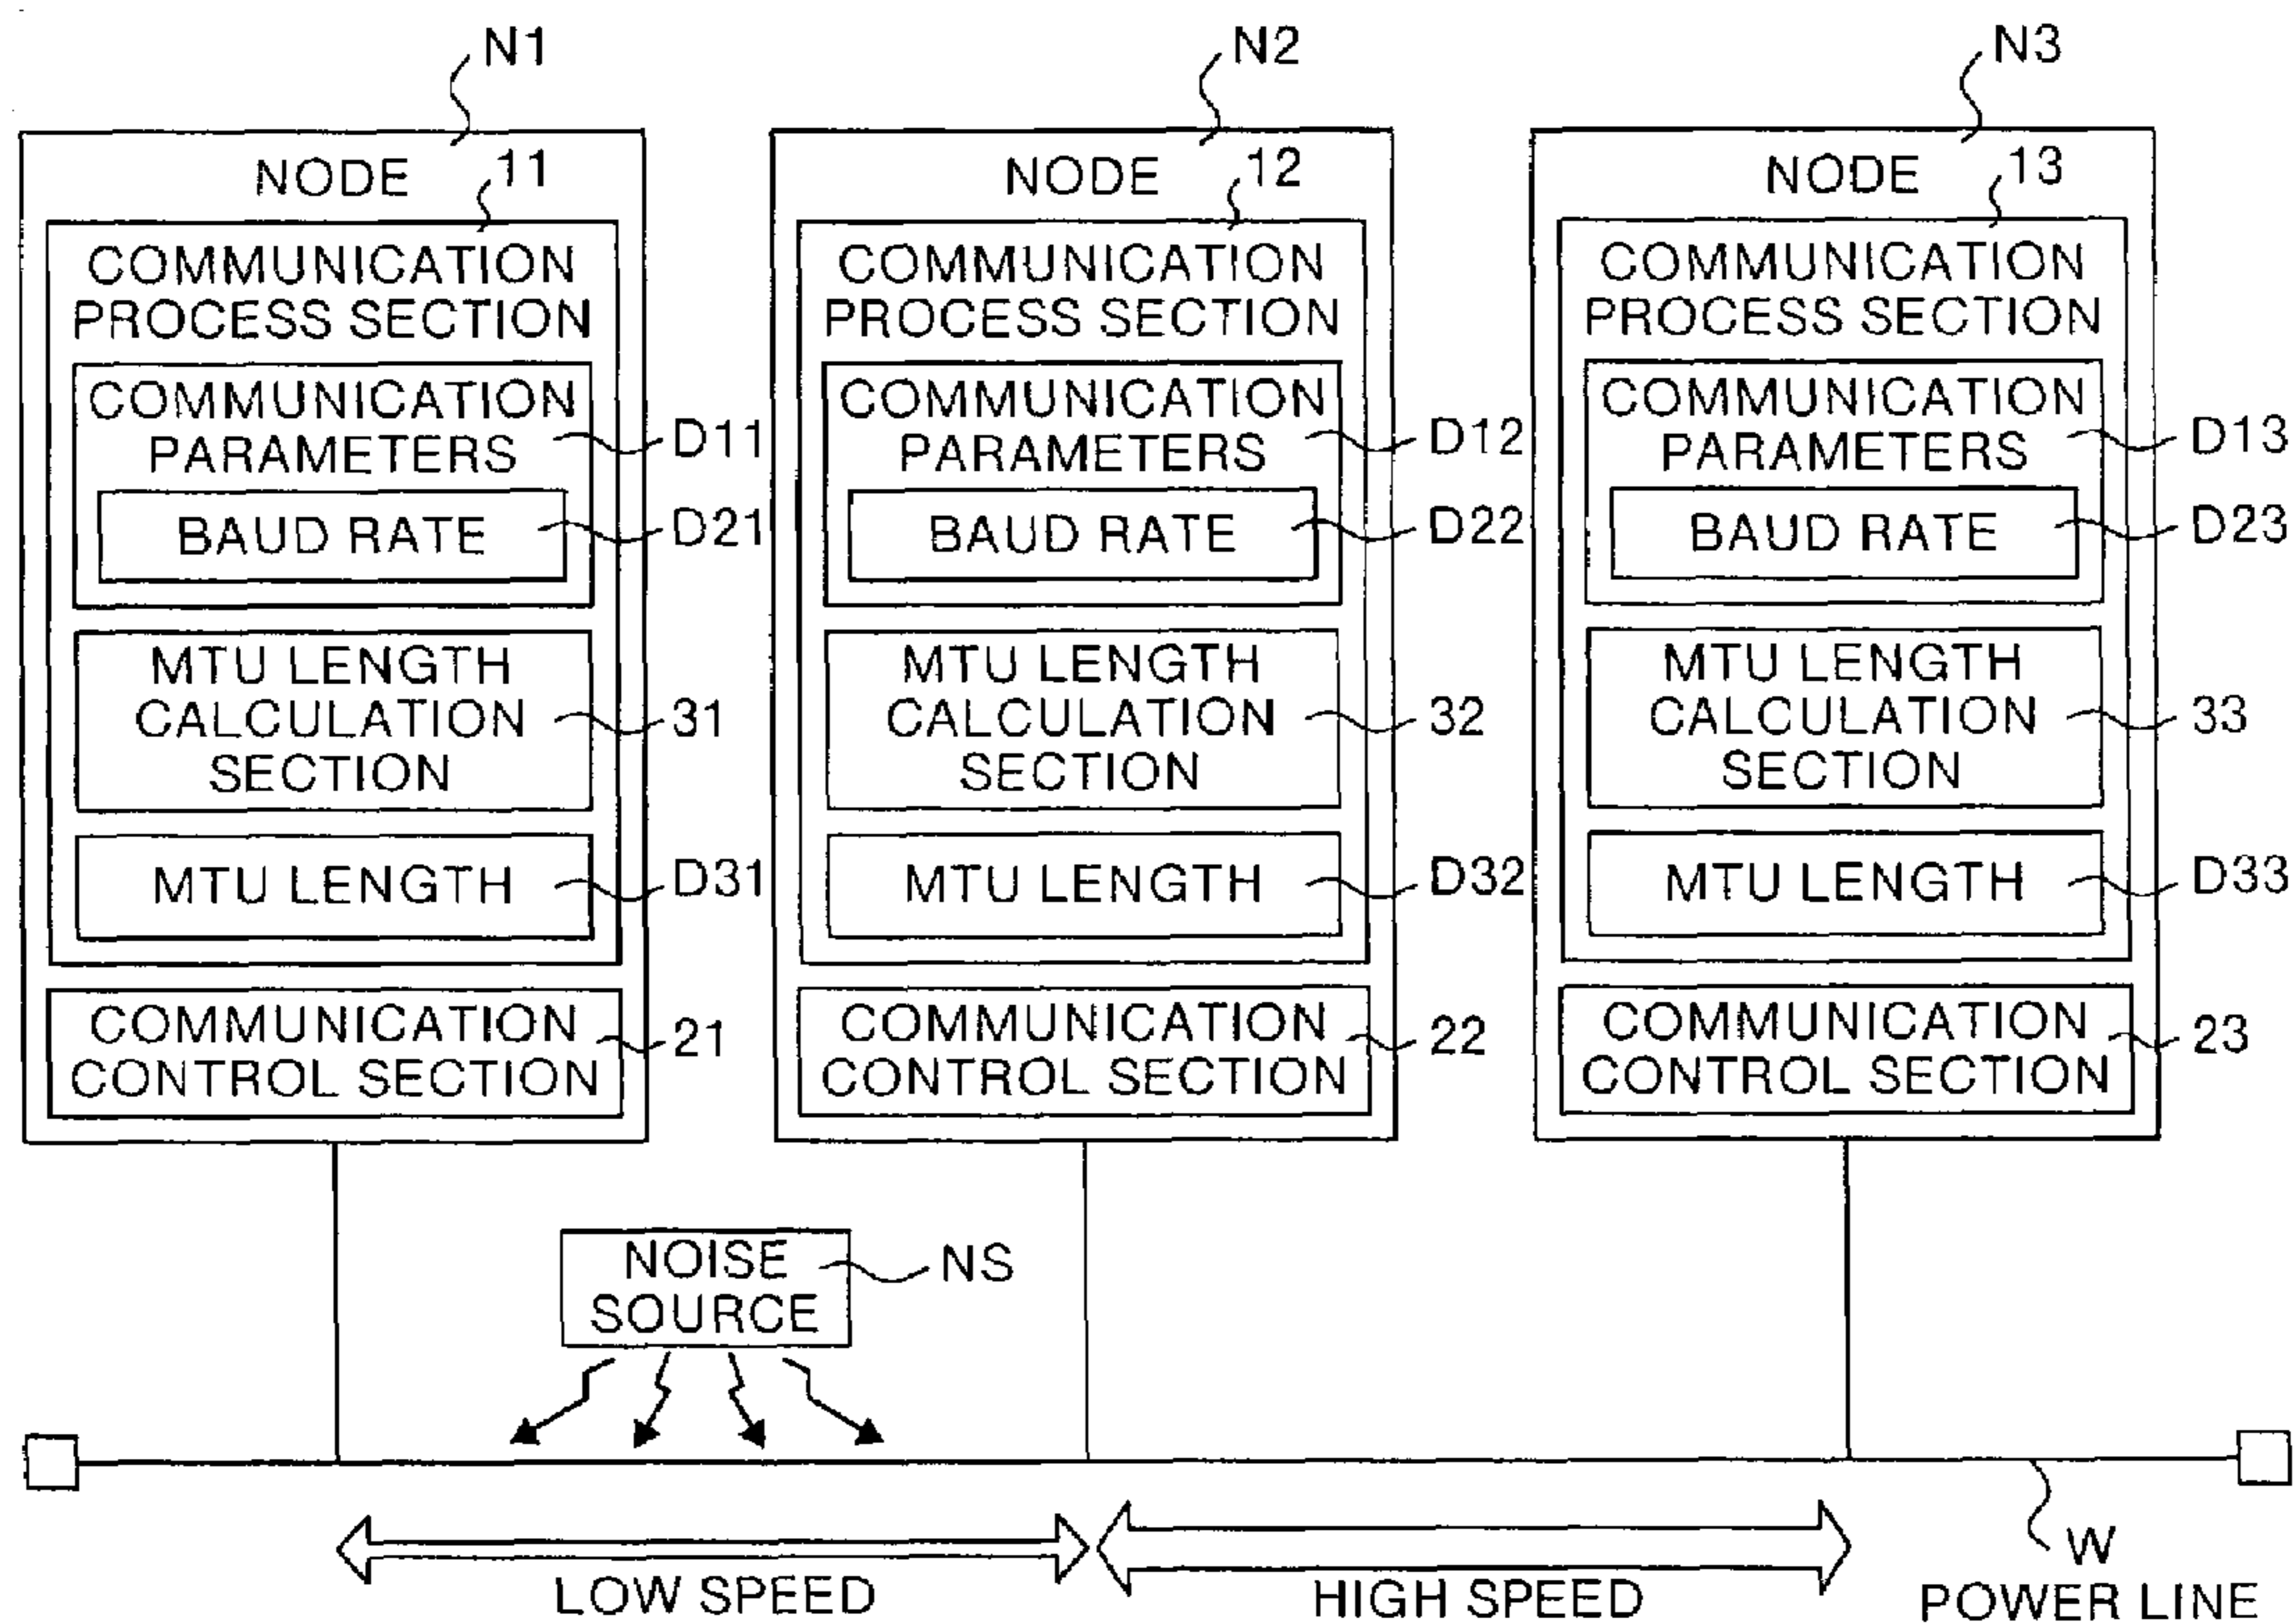 N1
NODE
11
COMMUNICATION
PROCESS SECTION
COMMUNICATION
PARAMETERS
D11
BAUD RATE
D21
MTU LENGTH
CALCULATION
SECTION
31
MTU LENGTH
D31
COMMUNICATION
CONTROL SECTION
21
N2
NODE
12
COMMUNICATION
PROCESS SECTION
COMMUNICATION
PARAMETERS
D12
BAUD RATE
D22
MTU LENGTH
CALCULATION
SECTION
32
MTU LENGTH
D32
COMMUNICATION
CONTROL SECTION
22
N3
NODE
13
COMMUNICATION
PROCESS SECTION
COMMUNICATION
PARAMETERS
D13
BAUD RATE
D23
MTU LENGTH
CALCULATION
SECTION
33
MTU LENGTH
D33
COMMUNICATION
CONTROL SECTION
23
NOISE
SOURCE
NS
LOW SPEED
HIGH SPEED
W
POWER LINE